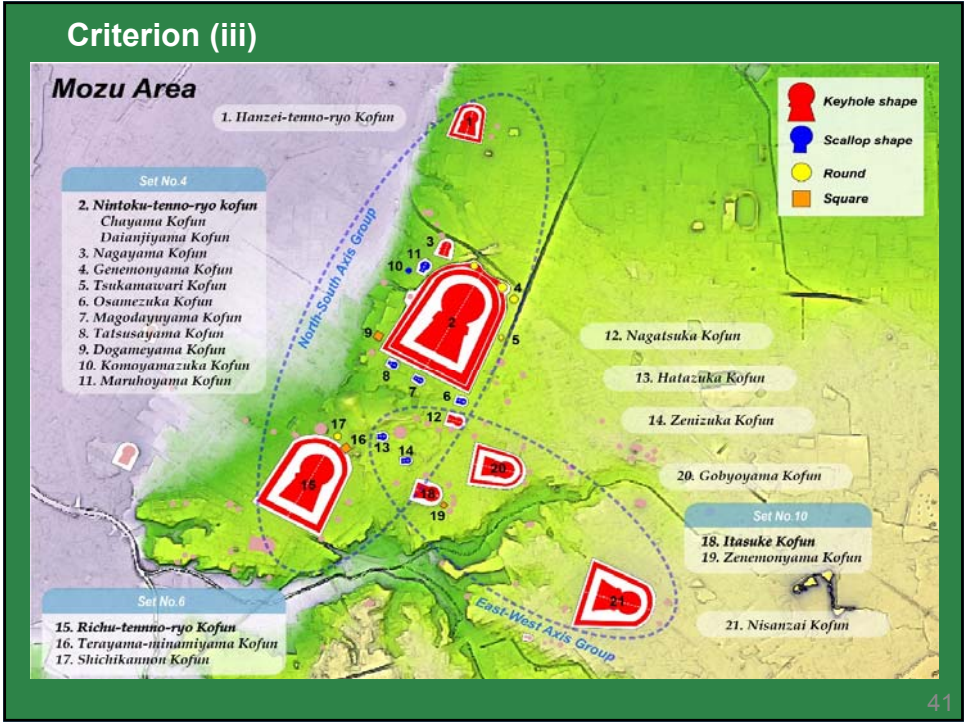 Criterion (iii)
Mozu Area
1. Hanzei-tenno-ryo Kofun
Keyhole shape
Scallop shape
Round
Square
Set No.4
2. Nintoku-tenno-ryo kofun
Chayama Kofun
Daianjiyama Kofun
3. Nagayama Kofun
4. Genemonyama Kofun
5. Tsukamawari Kofun
6. Osamezuka Kofun
7. Magodayuyama Kofun
8. Tatsusayama Kofun
9. Dogameyama Kofun
10. Komoyamazuka Kofun
11. Maruhoyama Kofun
North-South Axis Group
1
3
11
10
4
2
5
9
8
7
6
12
17
16
13
14
15
20
18
19
21
12. Nagatsuka Kofun
13. Hatazuka Kofun
14. Zenizuka Kofun
20. Gobyoyama Kofun
Set No.10
18. Itasuke Kofun
19. Zenemonyama Kofun
21. Nisanzai Kofun
East-West Axis Group
Set No.6
15. Richu-tennno-ryo Kofun
16. Terayama-minamiyama Kofun
17. Shichikannon Kofun
41